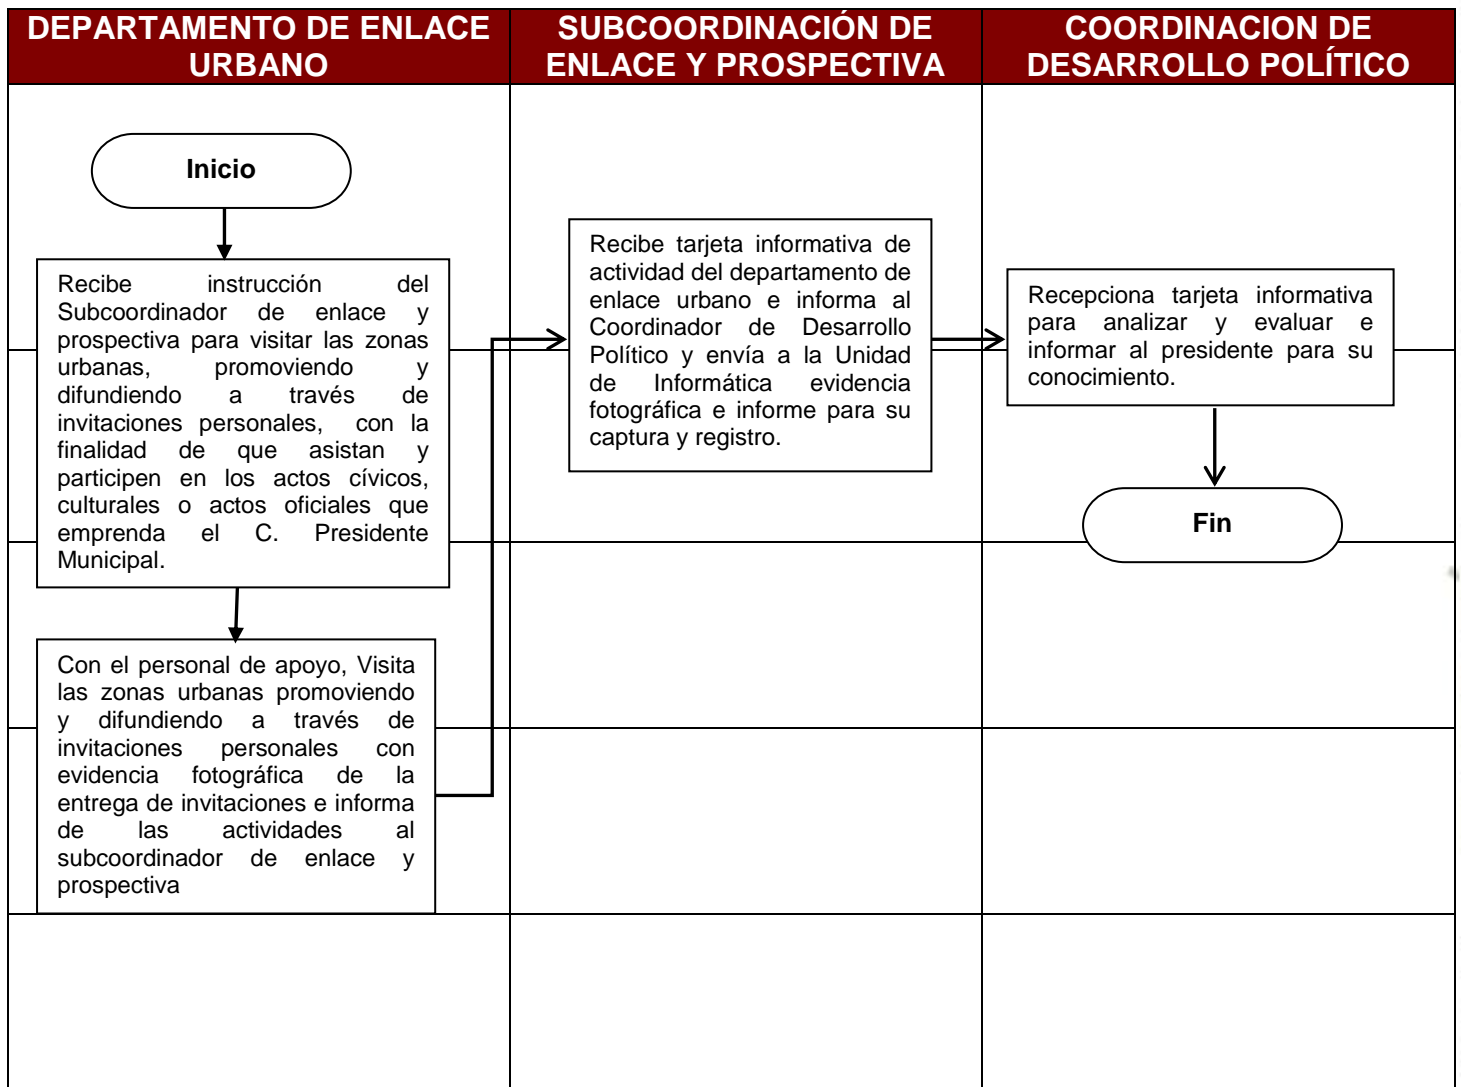 DEPARTAMENTO DE ENLACE
URBANO
SUBCOORDINACIÓN DE
ENLACE Y PROSPECTIVA
COORDINACION DE
DESARROLLO POLÍTICO
Inicio
Recibe instrucción del
Subcoordinador de enlace y
prospectiva para visitar las zonas
urbanas, promoviendo y
difundiendo a través de
invitaciones personales, con la
finalidad de que asistan y
participen en los actos cívicos,
culturales o actos oficiales que
emprenda el C. Presidente
Municipal.
Con el personal de apoyo, Visita
las zonas urbanas promoviendo
y difundiendo a través de
invitaciones personales con
evidencia fotográfica de la
entrega de invitaciones e informa
de las actividades al
subcoordinador de enlace y
prospectiva
Recibe tarjeta informativa de
actividad del departamento de
enlace urbano e informa al
Coordinador de Desarrollo
Político y envía a la Unidad
de Informática evidencia
fotográfica e informe para su
captura y registro.
Recepciona tarjeta informativa
para analizar y evaluar e
informar al presidente para su
conocimiento.
Fin